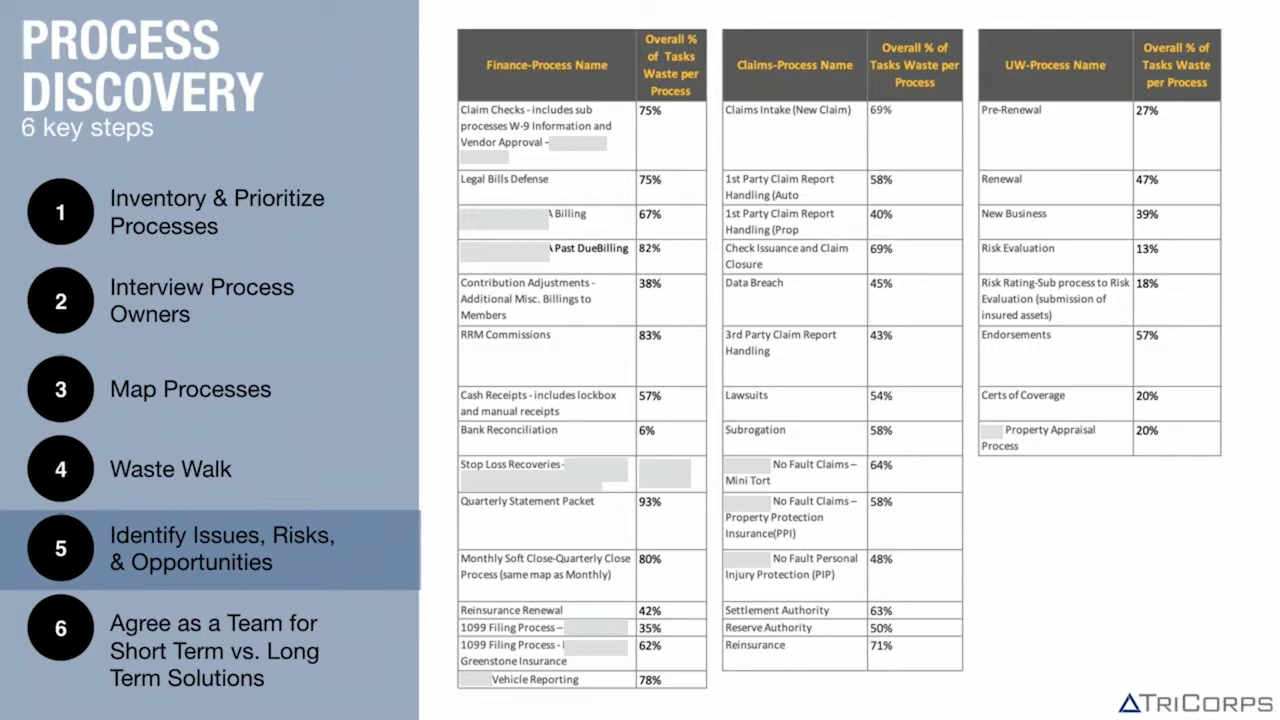 PROCESS
DISCOVERY
6 key steps
1
Inventory & Prioritize
Processes
2
Interview Process
Owners
3
Map Processes
4
Waste Walk
5
Identify Issues, Risks,
& Opportunities
6
Agree as a Team for
Short Term vs. Long
Term Solutions
Finance-Process Name
Overall %
of Tasks
Waste per
Process
Claim Checks - includes sub
processes W-9 Information and
Vendor Approval -
75%
Legal Bills Defense
75%
A Billing
67%
A Past DueBilling
82%
Contribution Adjustments -
Additional Misc. Billings to
Members
38%
RRM Commissions
83%
Cash Receipts - includes lockbox
and manual receipts
57%
Bank Reconciliation
6%
Stop Loss Recoveries-
Quarterly Statement Packet
93%
Monthly Soft Close-Quarterly Close
Process (same map as Monthly)
80%
Reinsurance Renewal
42%
1099 Filing Process –
35%
1099 Filing Process -
Greenstone Insurance
62%
Vehicle Reporting
78%
Claims-Process Name
Overall % of
Tasks Waste per
Process
Claims Intake (New Claim)
69%
1st Party Claim Report
Handling (Auto
58%
1st Party Claim Report
Handling (Prop
40%
Check Issuance and Claim
Closure
69%
Data Breach
45%
3rd Party Claim Report
Handling
43%
Lawsuits
54%
Subrogation
58%
No Fault Claims –
Mini Tort
64%
No Fault Claims –
Property Protection
Insurance(PPI)
58%
No Fault Personal
Injury Protection (PIP)
48%
Settlement Authority
63%
Reserve Authority
50%
Reinsurance
71%
UW-Process Name
Overall % of
Tasks Waste
per Process
Pre-Renewal
27%
Renewal
47%
New Business
39%
Risk Evaluation
13%
Risk Rating-Sub process to Risk
Evaluation (submission of
insured assets)
18%
Endorsements
57%
Certs of Coverage
20%
Property Appraisal
Process
20%
TRICORPS